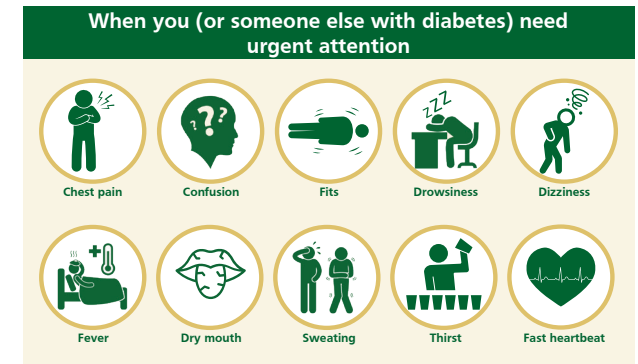 When you (or someone else with diabetes) need
urgent attention
? ? ?
ZZZ
Chest pain
Confusion
Fits
Drowsiness
Dizziness
Fever
Dry mouth
Sweating
Thirst
Fast heartbeat